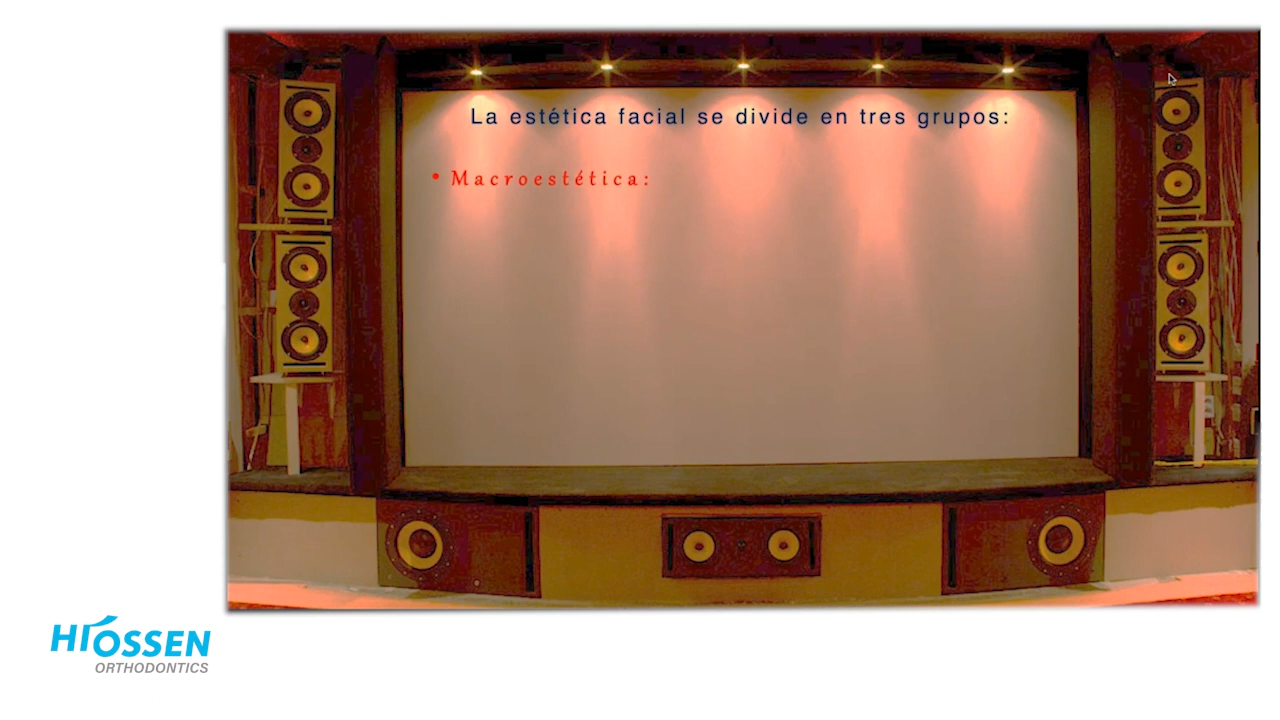 La estética facial se divide en tres grupos:
• Macroestética:
HIOSSEN
ORTHODONTICS